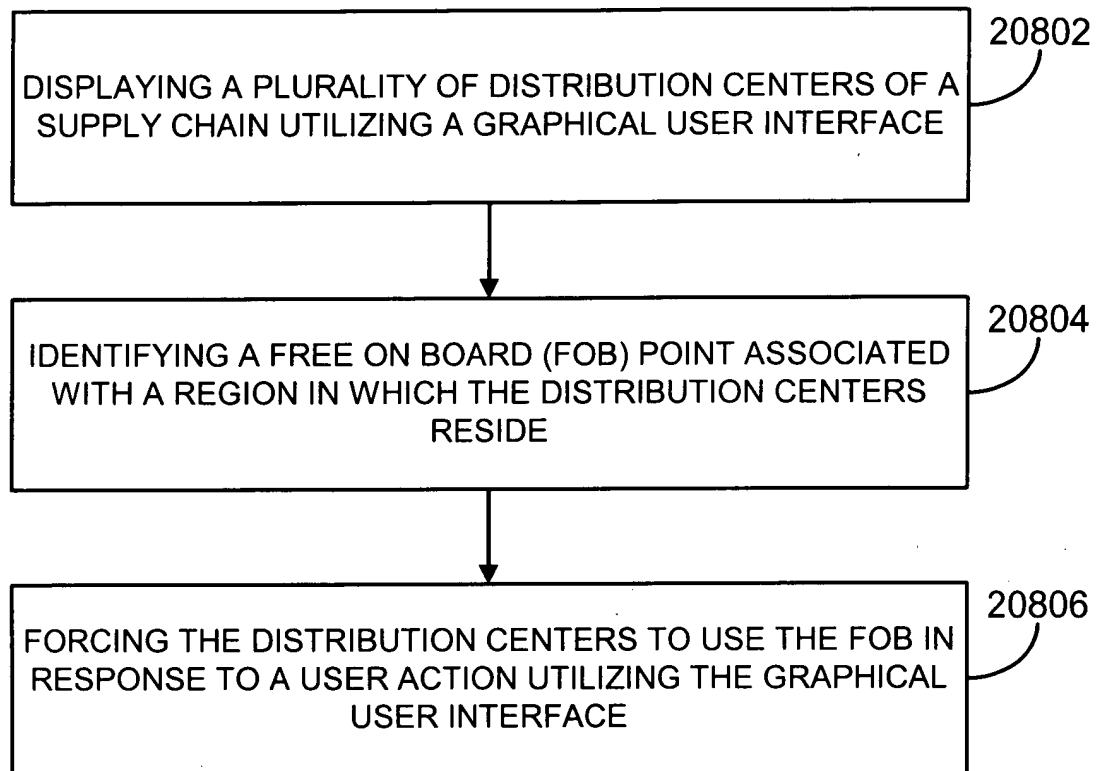 20802
DISPLAYING A PLURALITY OF DISTRIBUTION CENTERS OF A
SUPPLY CHAIN UTILIZING A GRAPHICAL USER INTERFACE
20804
IDENTIFYING A FREE ON BOARD (FOB) POINT ASSOCIATED
WITH A REGION IN WHICH THE DISTRIBUTION CENTERS
RESIDE
20806
FORCING THE DISTRIBUTION CENTERS TO USE THE FOB IN
RESPONSE TO A USER ACTION UTILIZING THE GRAPHICAL
USER INTERFACE